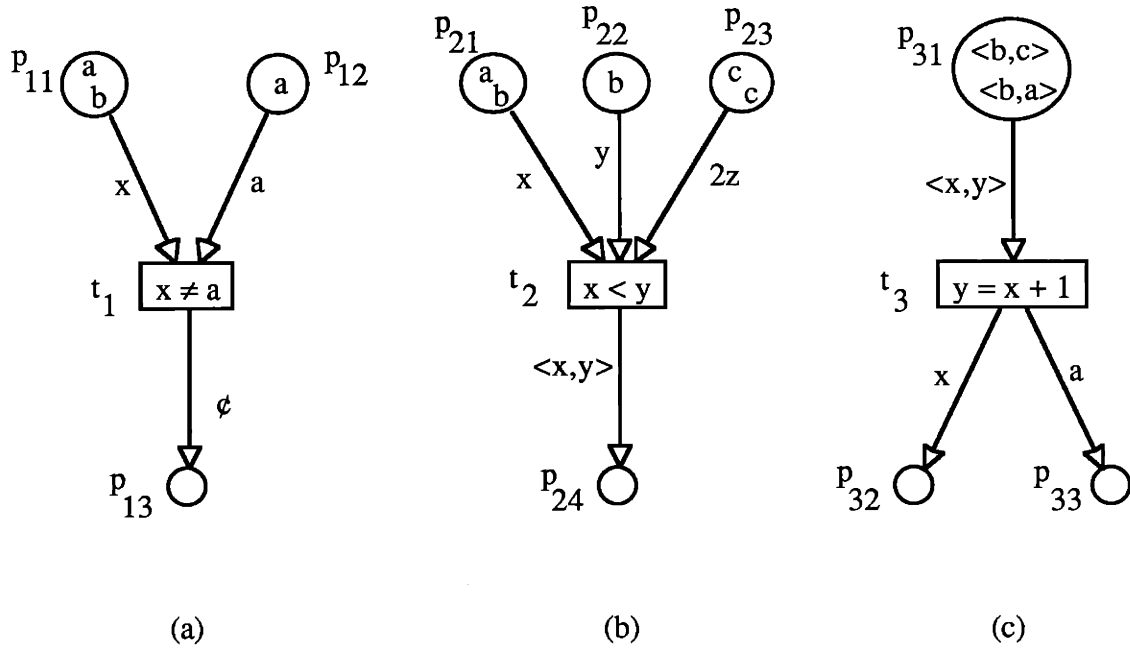 p11 a b
a p12
x
a
t1 x ≠ a
¢
p13
(a)
p21 a b
p22 b
p23 c c
x
y
2z
t2 x < y
<x,y>
p24
(b)
p31 <b,c>
<b,a>
<x,y>
t3 y = x + 1
x
a
p32
p33
(c)